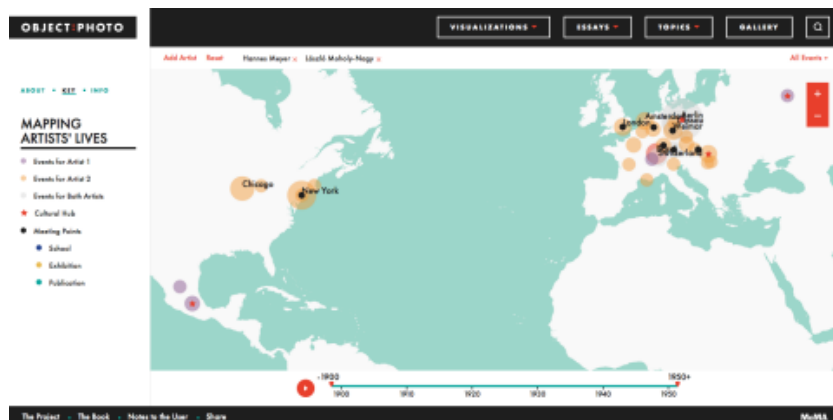 OBJECT:PHOTO
VISUALIZATIONS
ESSAYS
TOPICS
GALLERY
Add Artist Reset Hannes Meyer x László Moholy-Nagy x
All Events
ABOUT • KEY • INFO
MAPPING
ARTISTS' LIVES
Events for Artist 1
Events for Artist 2
Events for Both Artists
Cultural Hub
Meeting Points
School
Exhibition
Publication
Amsterdam
Berlin
London
Weimar
Switzerland
Chicago
New York
+
-
-1900
1950+
1900 1910 1920 1930 1940 1950
The Project • The Book • Notes to the User • Share
MoMA